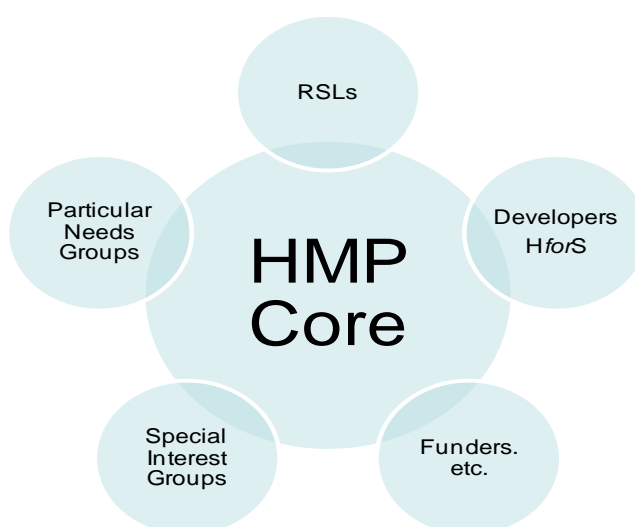 RSLs
Particular
Needs
Groups
Developers
HforS
HMP
Core
Special
Interest
Groups
Funders.
etc.